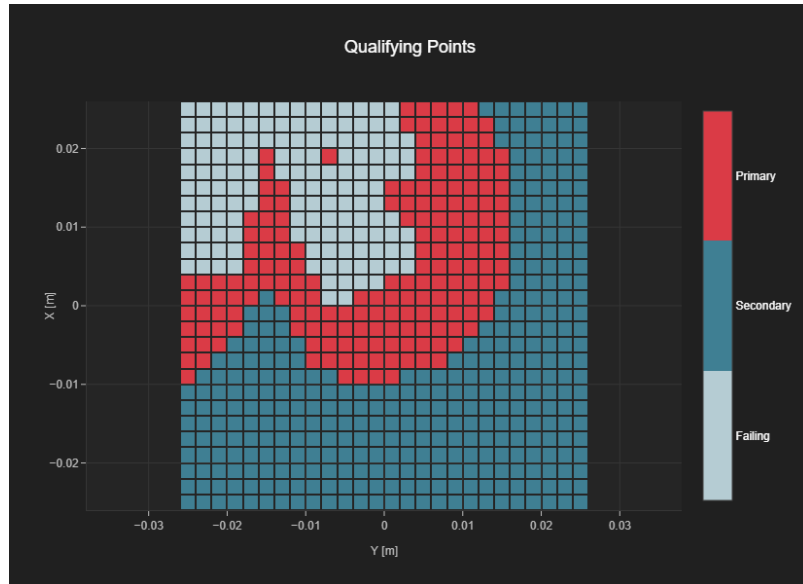 Qualifying Points
0.02
0.01
0
−0.01
−0.02
X [m]
−0.03
−0.02
−0.01
0
0.01
0.02
0.03
Y [m]
Primary
Secondary
Failing